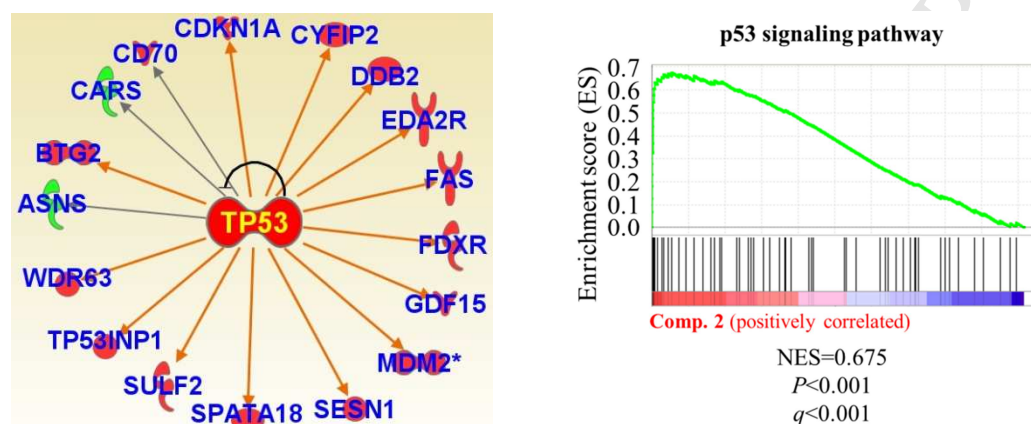 CDKN1A
CD70
CYFIP2
CARS
DDB2
EDA2R
BTG2
FAS
ASNS
TP53
FDXR
WDR63
GDF15
TP53INP1
MDM2*
SULF2
SPATA18
SESN1
p53 signaling pathway
Enrichment score (ES)
0.7
0.6
0.5
0.4
0.3
0.2
0.1
0.0
Comp. 2 (positively correlated)
NES=0.675
P<0.001
q<0.001